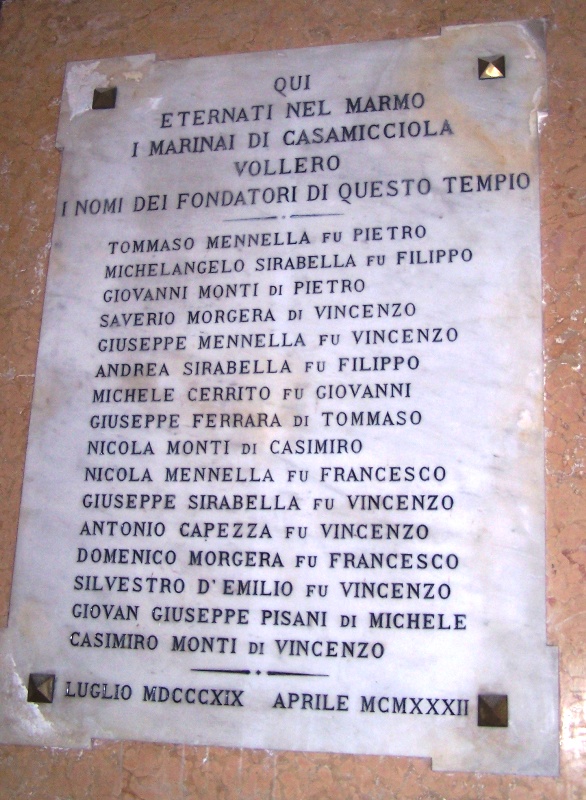 QUI
ETERNATI NEL MARMO
I MARINAI DI CASAMICCIOLA
VOLLERO
I NOMI DEI FONDATORI DI QUESTO TEMPIO
TOMMASO MENNELLA FU PIETRO
MICHELANGELO SIRABELLA FU FILIPPO
GIOVANNI MONTI DI PIETRO
SAVERIO MORGERA DI VINCENZO
GIUSEPPE MENNELLA FU VINCENZO
ANDREA SIRABELLA FU FILIPPO
MICHELE CERRITO FU GIOVANNI
GIUSEPPE FERRARA DI TOMMASO
NICOLA MONTI DI CASIMIRO
NICOLA MENNELLA FU FRANCESCO
GIUSEPPE SIRABELLA FU VINCENZO
ANTONIO CAPEZZA FU VINCENZO
DOMENICO MORGERA FU FRANCESCO
SILVESTRO D'EMILIO FU VINCENZO
GIOVAN GIUSEPPE PISANI DI MICHELE
CASIMIRO MONTI DI VINCENZO
LUGLIO MDCCCXIX APRILE MCMXXXII